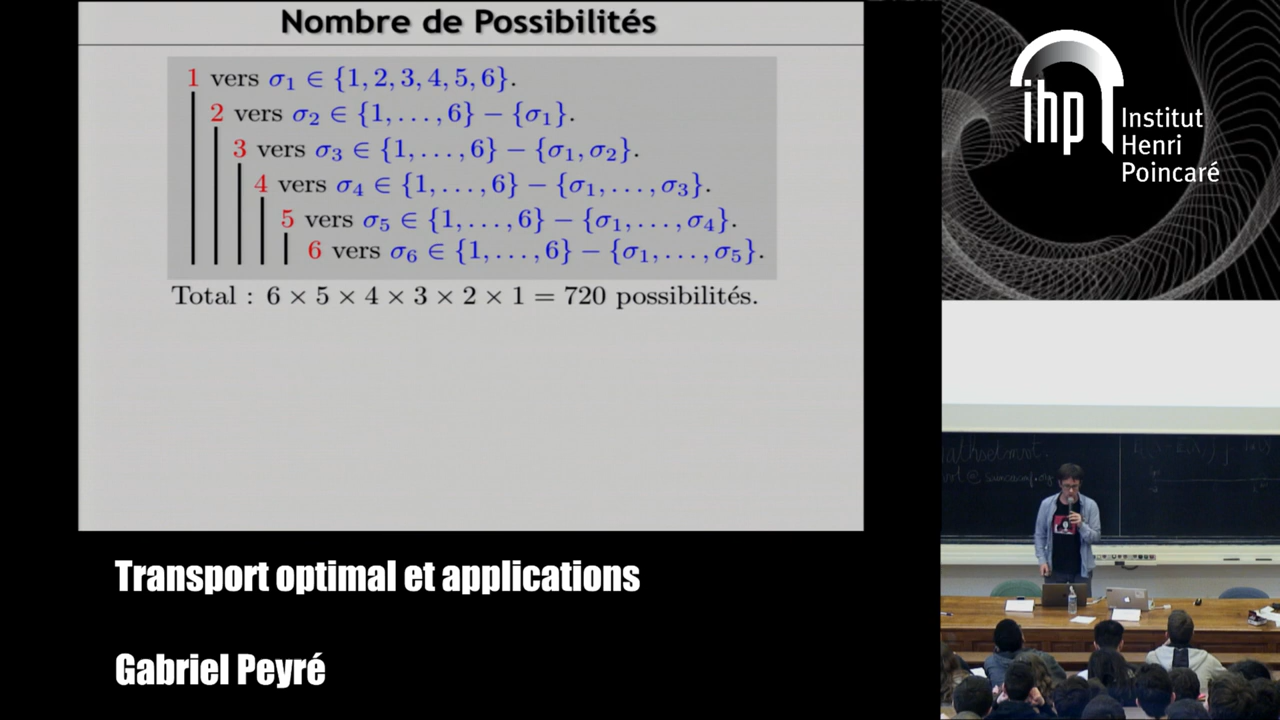 Nombre de Possibilités
1 vers σ₁ ∈ {1, 2, 3, 4, 5, 6}.
2 vers σ₂ ∈ {1, . . . , 6} − {σ₁}.
3 vers σ₃ ∈ {1, . . . , 6} − {σ₁, σ₂}.
4 vers σ₄ ∈ {1, . . . , 6} − {σ₁, . . . , σ₃}.
5 vers σ₅ ∈ {1, . . . , 6} − {σ₁, . . . , σ₄}.
6 vers σ₆ ∈ {1, . . . , 6} − {σ₁, . . . , σ₅}.
Total : 6 × 5 × 4 × 3 × 2 × 1 = 720 possibilités.
Transport optimal et applications
Gabriel Peyré
ihp
Institut
Henri
Poincaré